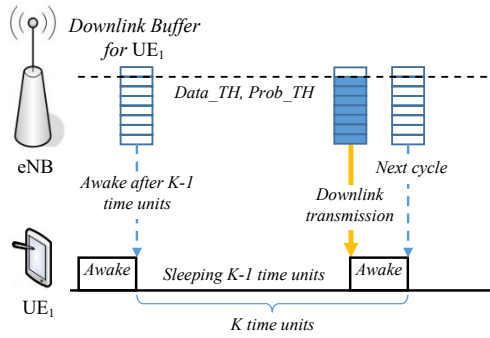 Downlink Buffer
for UE1
Data_TH, Prob_TH
eNB
Awake after K-1
time units
Next cycle
Downlink
transmission
Awake
Sleeping K-1 time units
Awake
UE1
K time units